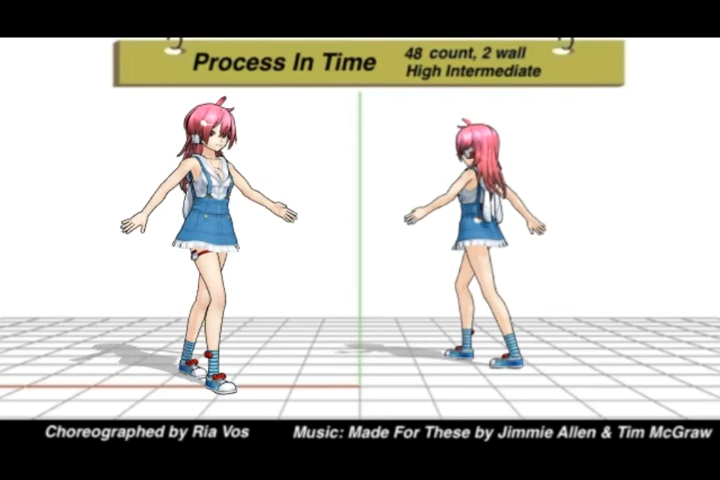 Process In Time
48 count, 2 wall
High Intermediate
Choreographed by Ria Vos
Music: Made For These by Jimmie Allen & Tim McGraw